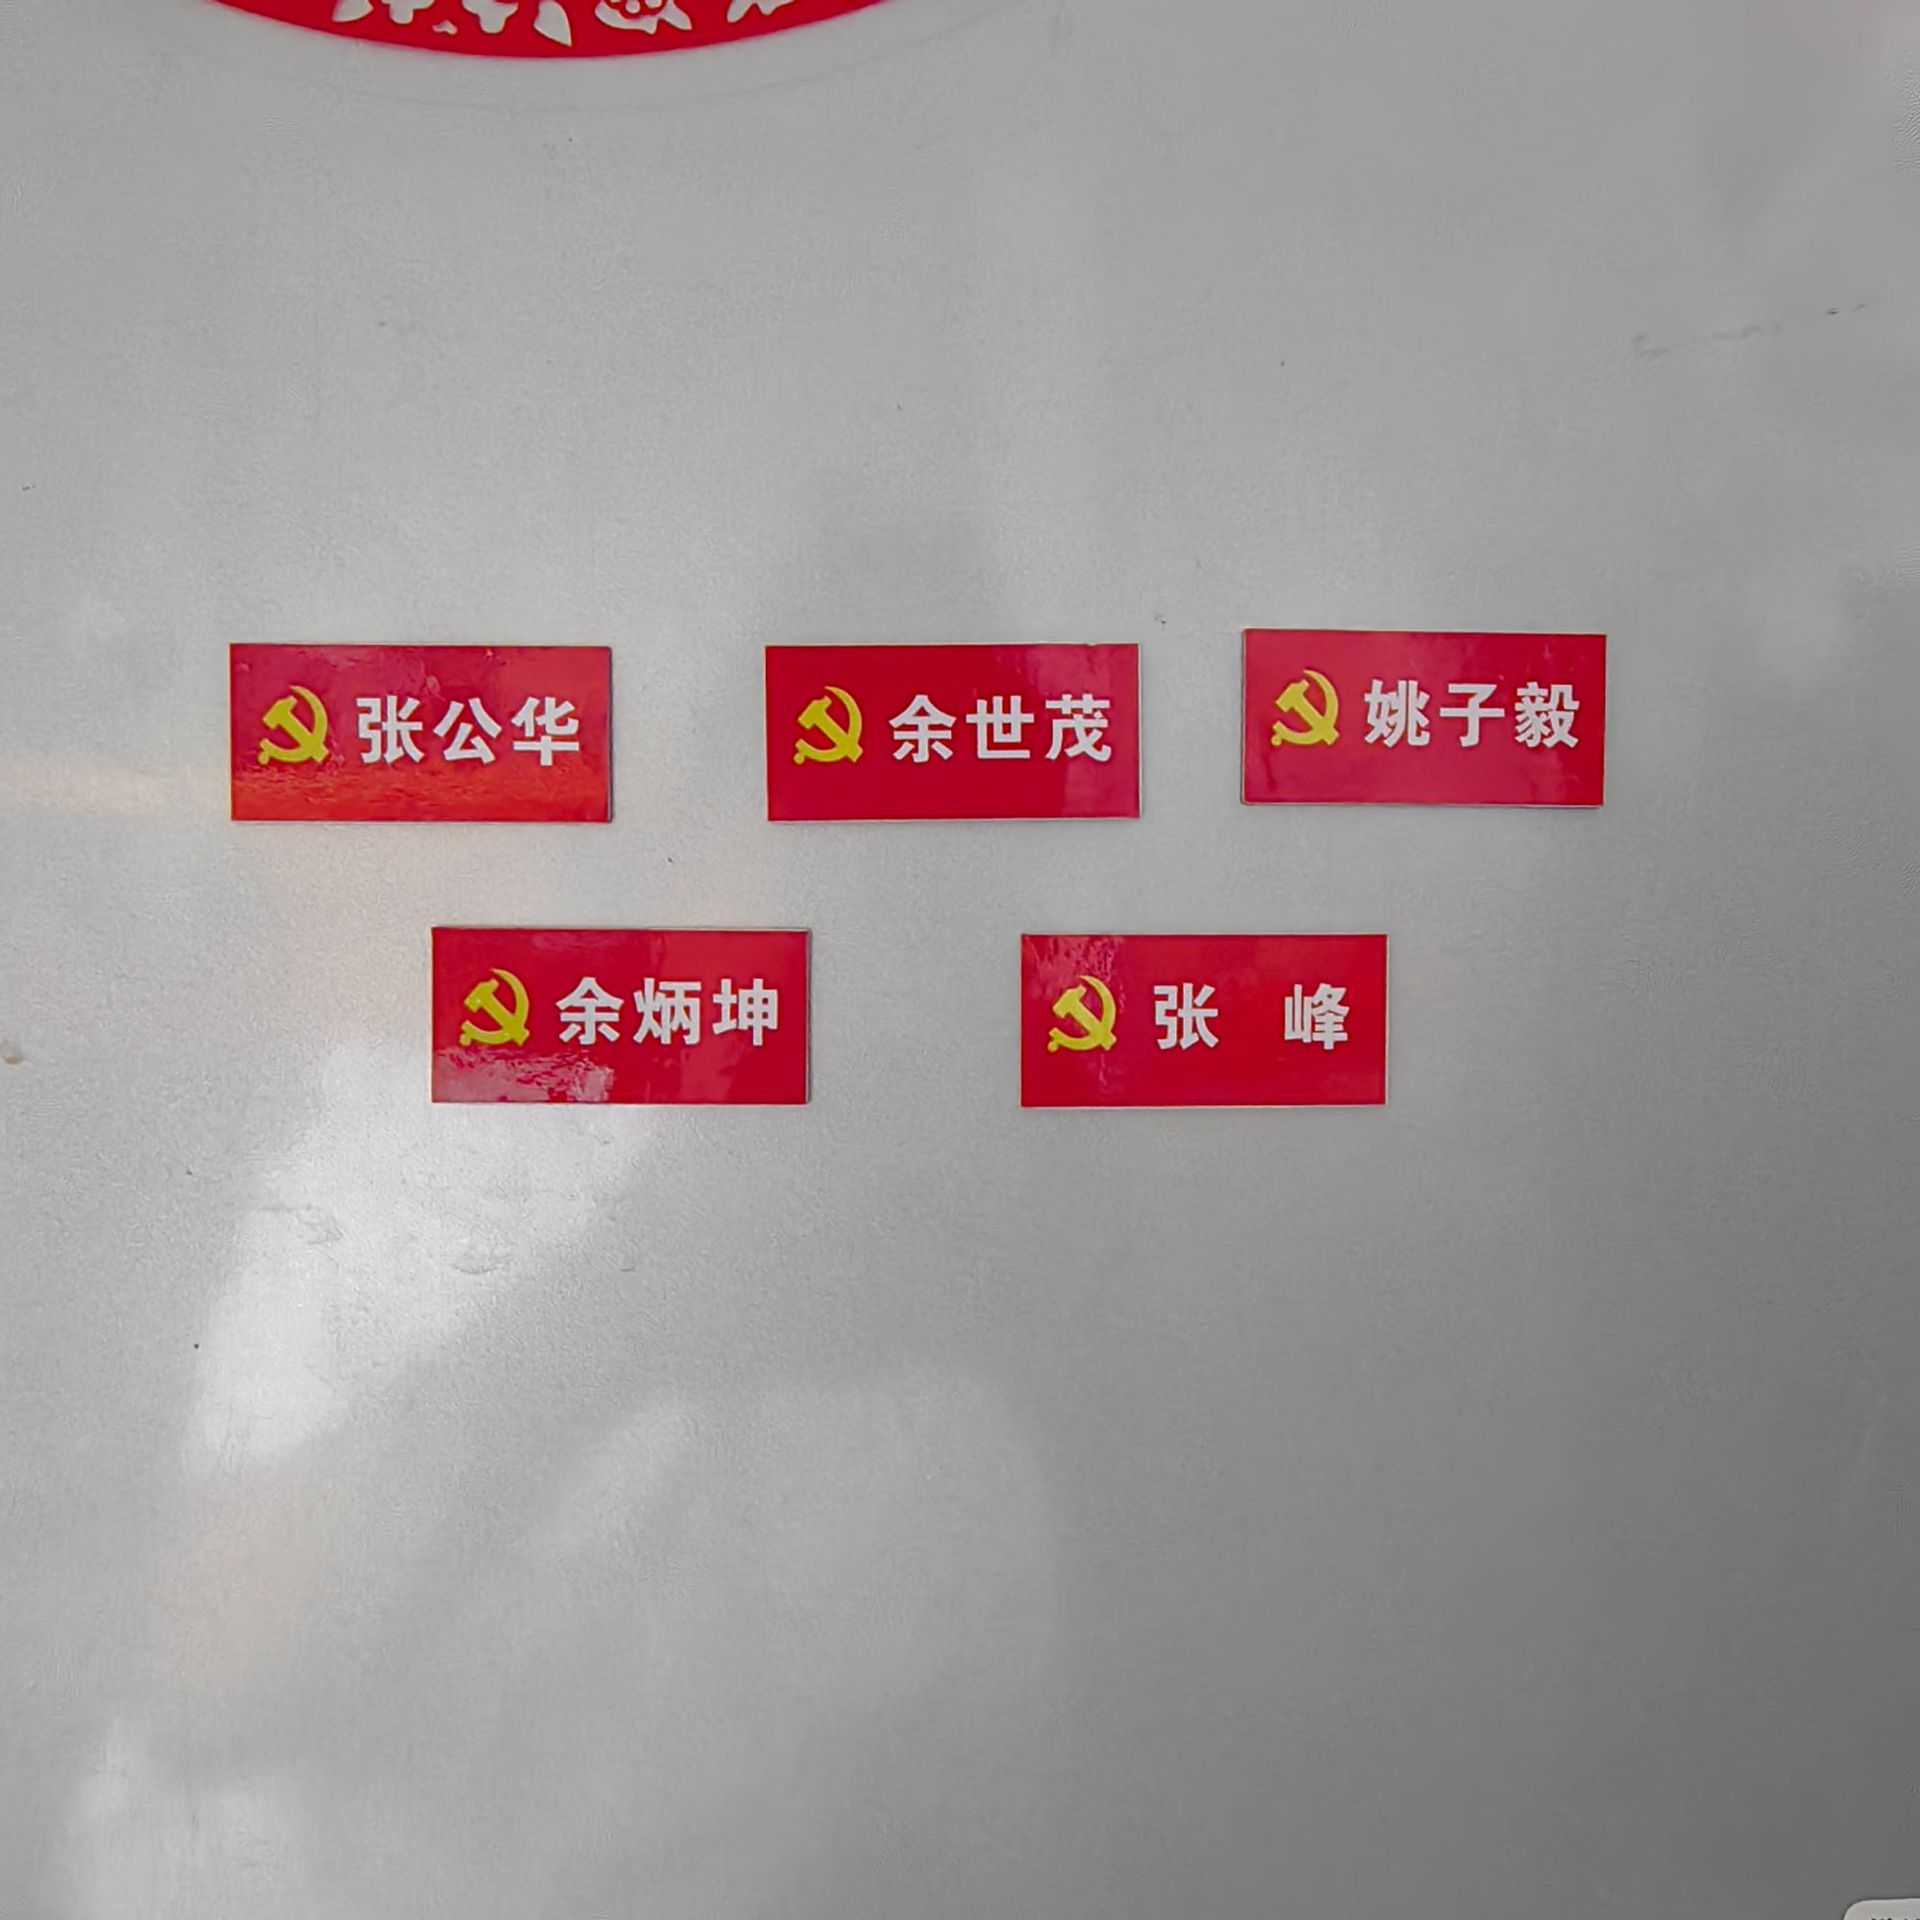 张公华
余世茂
姚子毅
余炳坤
张 峰